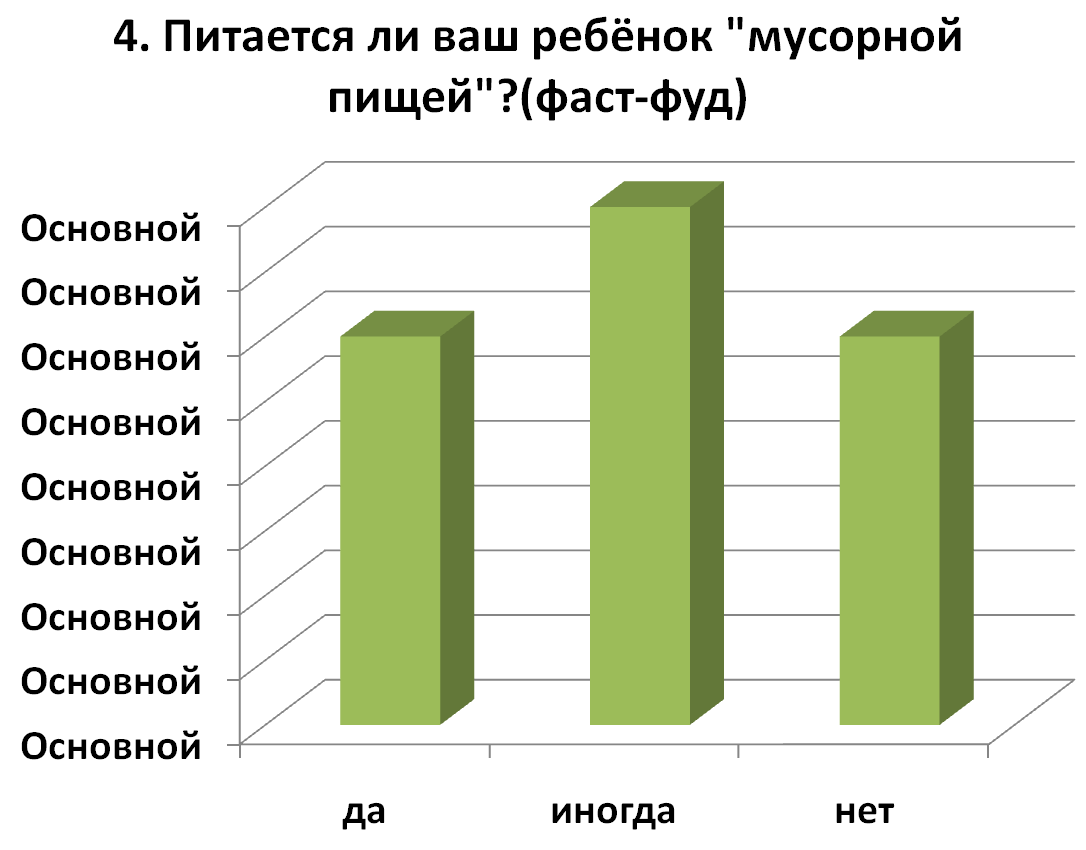 4. Питается ли ваш ребёнок "мусорной
пищей"?(фаст-фуд)
Основной
Основной
Основной
Основной
Основной
Основной
Основной
Основной
Основной
да иногда нет